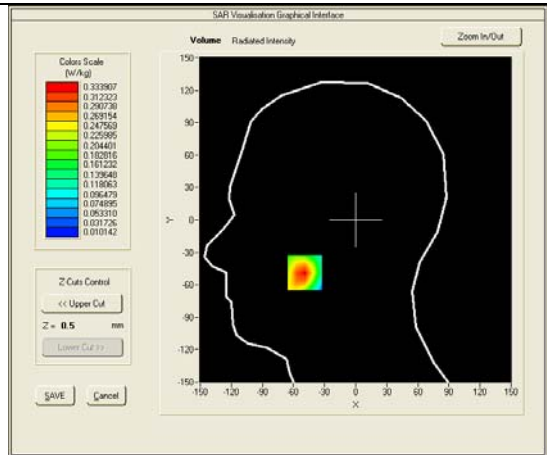 SAR Visualisation Graphical Interface
Volume Radiated Intensity
Zoom In/Out
Colors Scale
(W/kg)
0.333907
0.312323
0.290738
0.269154
0.247569
0.225985
0.204401
0.182816
0.161232
0.139648
0.118063
0.096479
0.074895
0.053310
0.031726
0.010142
Z Cuts Control
<< Upper Cut
Z = 0.5 mm
Lower Cut >>
SAVE Cancel
150
120
90
60
30
0
-30
-60
-90
-120
-150
Y
-150 -120 -90 -60 -30 0 30 60 90 120 150
X